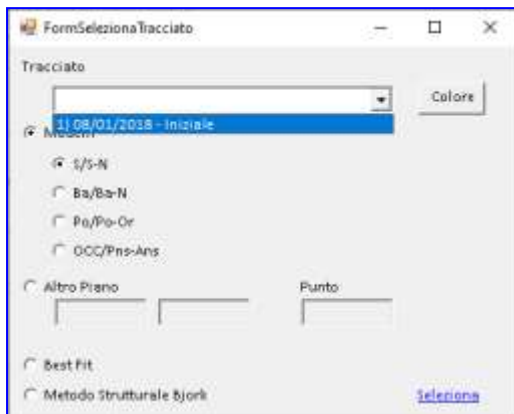 FormSelezionaTracciato
Tracciato
Colore
1) 08/01/2018 - Iniziale
S/S-N
Ba/Ba-N
Po/Po-Or
OCC/Pns-Ans
Altro Piano Punto
Best Fit
Metodo Strutturale Bjork Seleziona